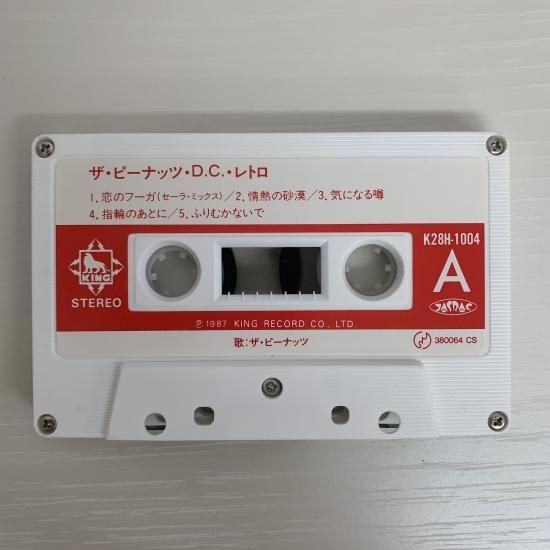 ザ・ピーナッツ・D.C.・レトロ
1. 恋のフーガ(セーラ・ミックス)／2. 情熱の砂漠／3. 気になる噂
4. 指輪のあとに／5. ふりむかないで
K28H-1004
A
KING
STEREO
JASRAC
Ⓟ1987 KING RECORD CO., LTD.
歌:ザ・ピーナッツ
380064 CS